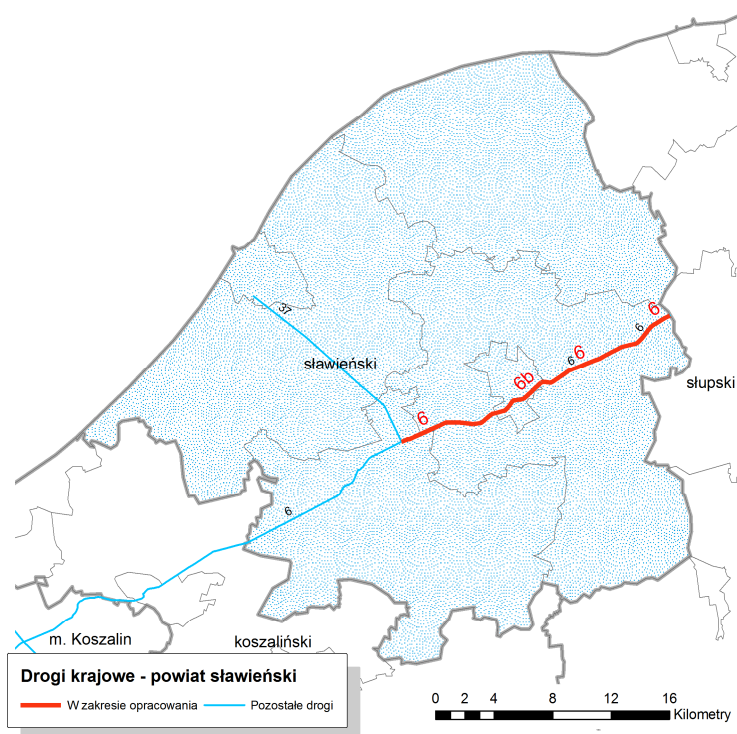 6
6
37
6
6
sławieński
6b
słupski
6
6
m. Koszalin
koszaliński
Drogi krajowe - powiat sławieński
W zakresie opracowania
Pozostałe drogi
0 2 4 8 12 16
Kilometry